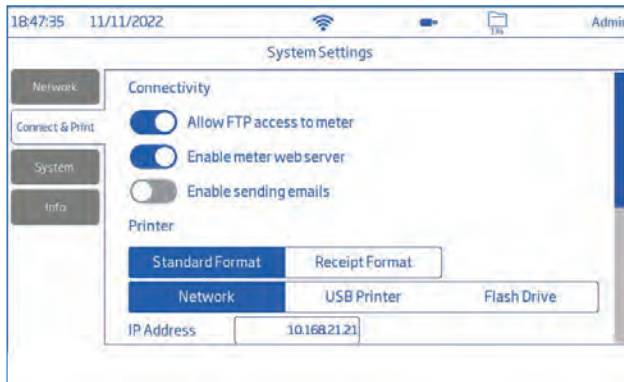 18:47:35 11/11/2022 Admin
System Settings
Network
Connectivity
Connect & Print
Allow FTP access to meter
Enable meter web server
System
Enable sending emails
Info
Printer
Standard Format Receipt Format
Network USB Printer Flash Drive
IP Address 10.168.21.21